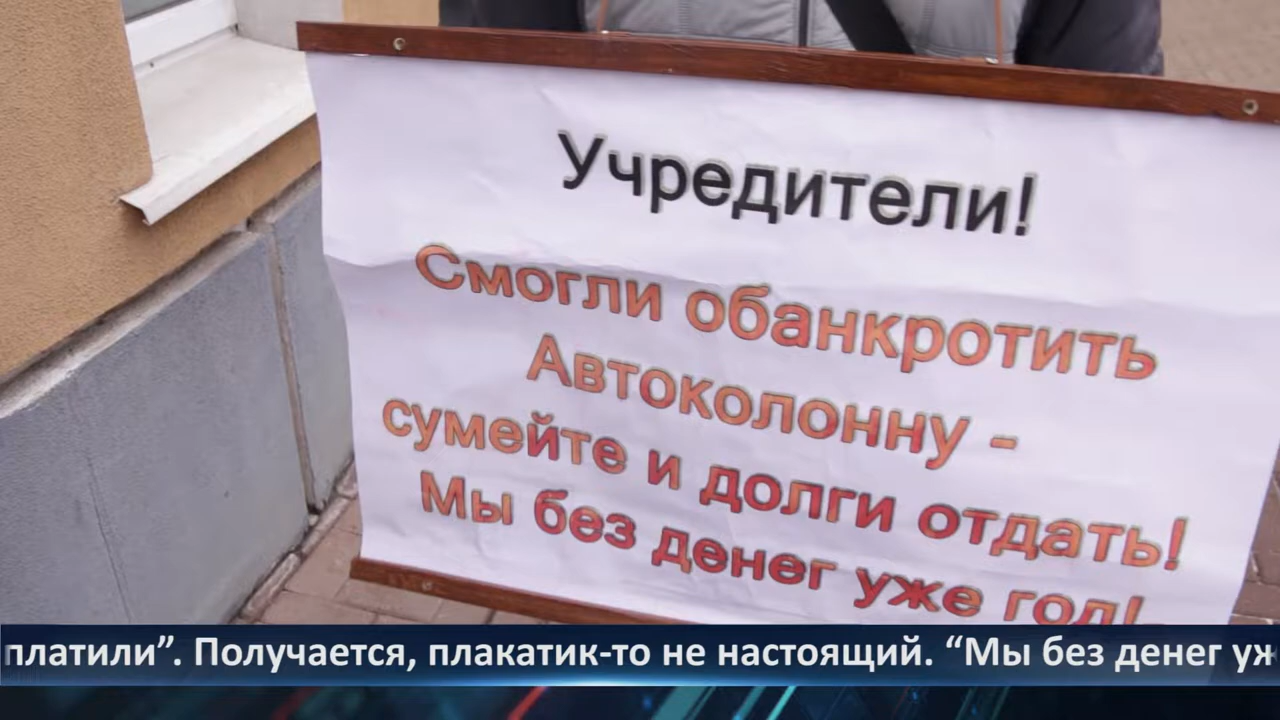 Учредители!
Смогли обанкротить
Автоколонну -
сумейте и долги отдать!
Мы без денег уже год!
платили”. Получается, плакатик-то не настоящий. “Мы без денег уж